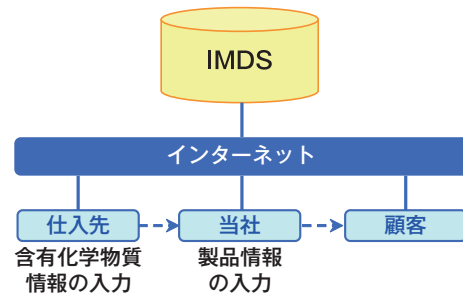 IMDS
インターネット
仕入先
当社
顧客
含有化学物質
情報の入力
製品情報
の入力